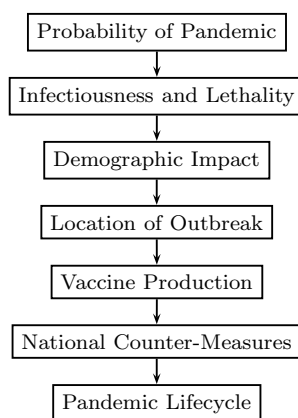 Probability of Pandemic
Infectiousness and Lethality
Demographic Impact
Location of Outbreak
Vaccine Production
National Counter-Measures
Pandemic Lifecycle